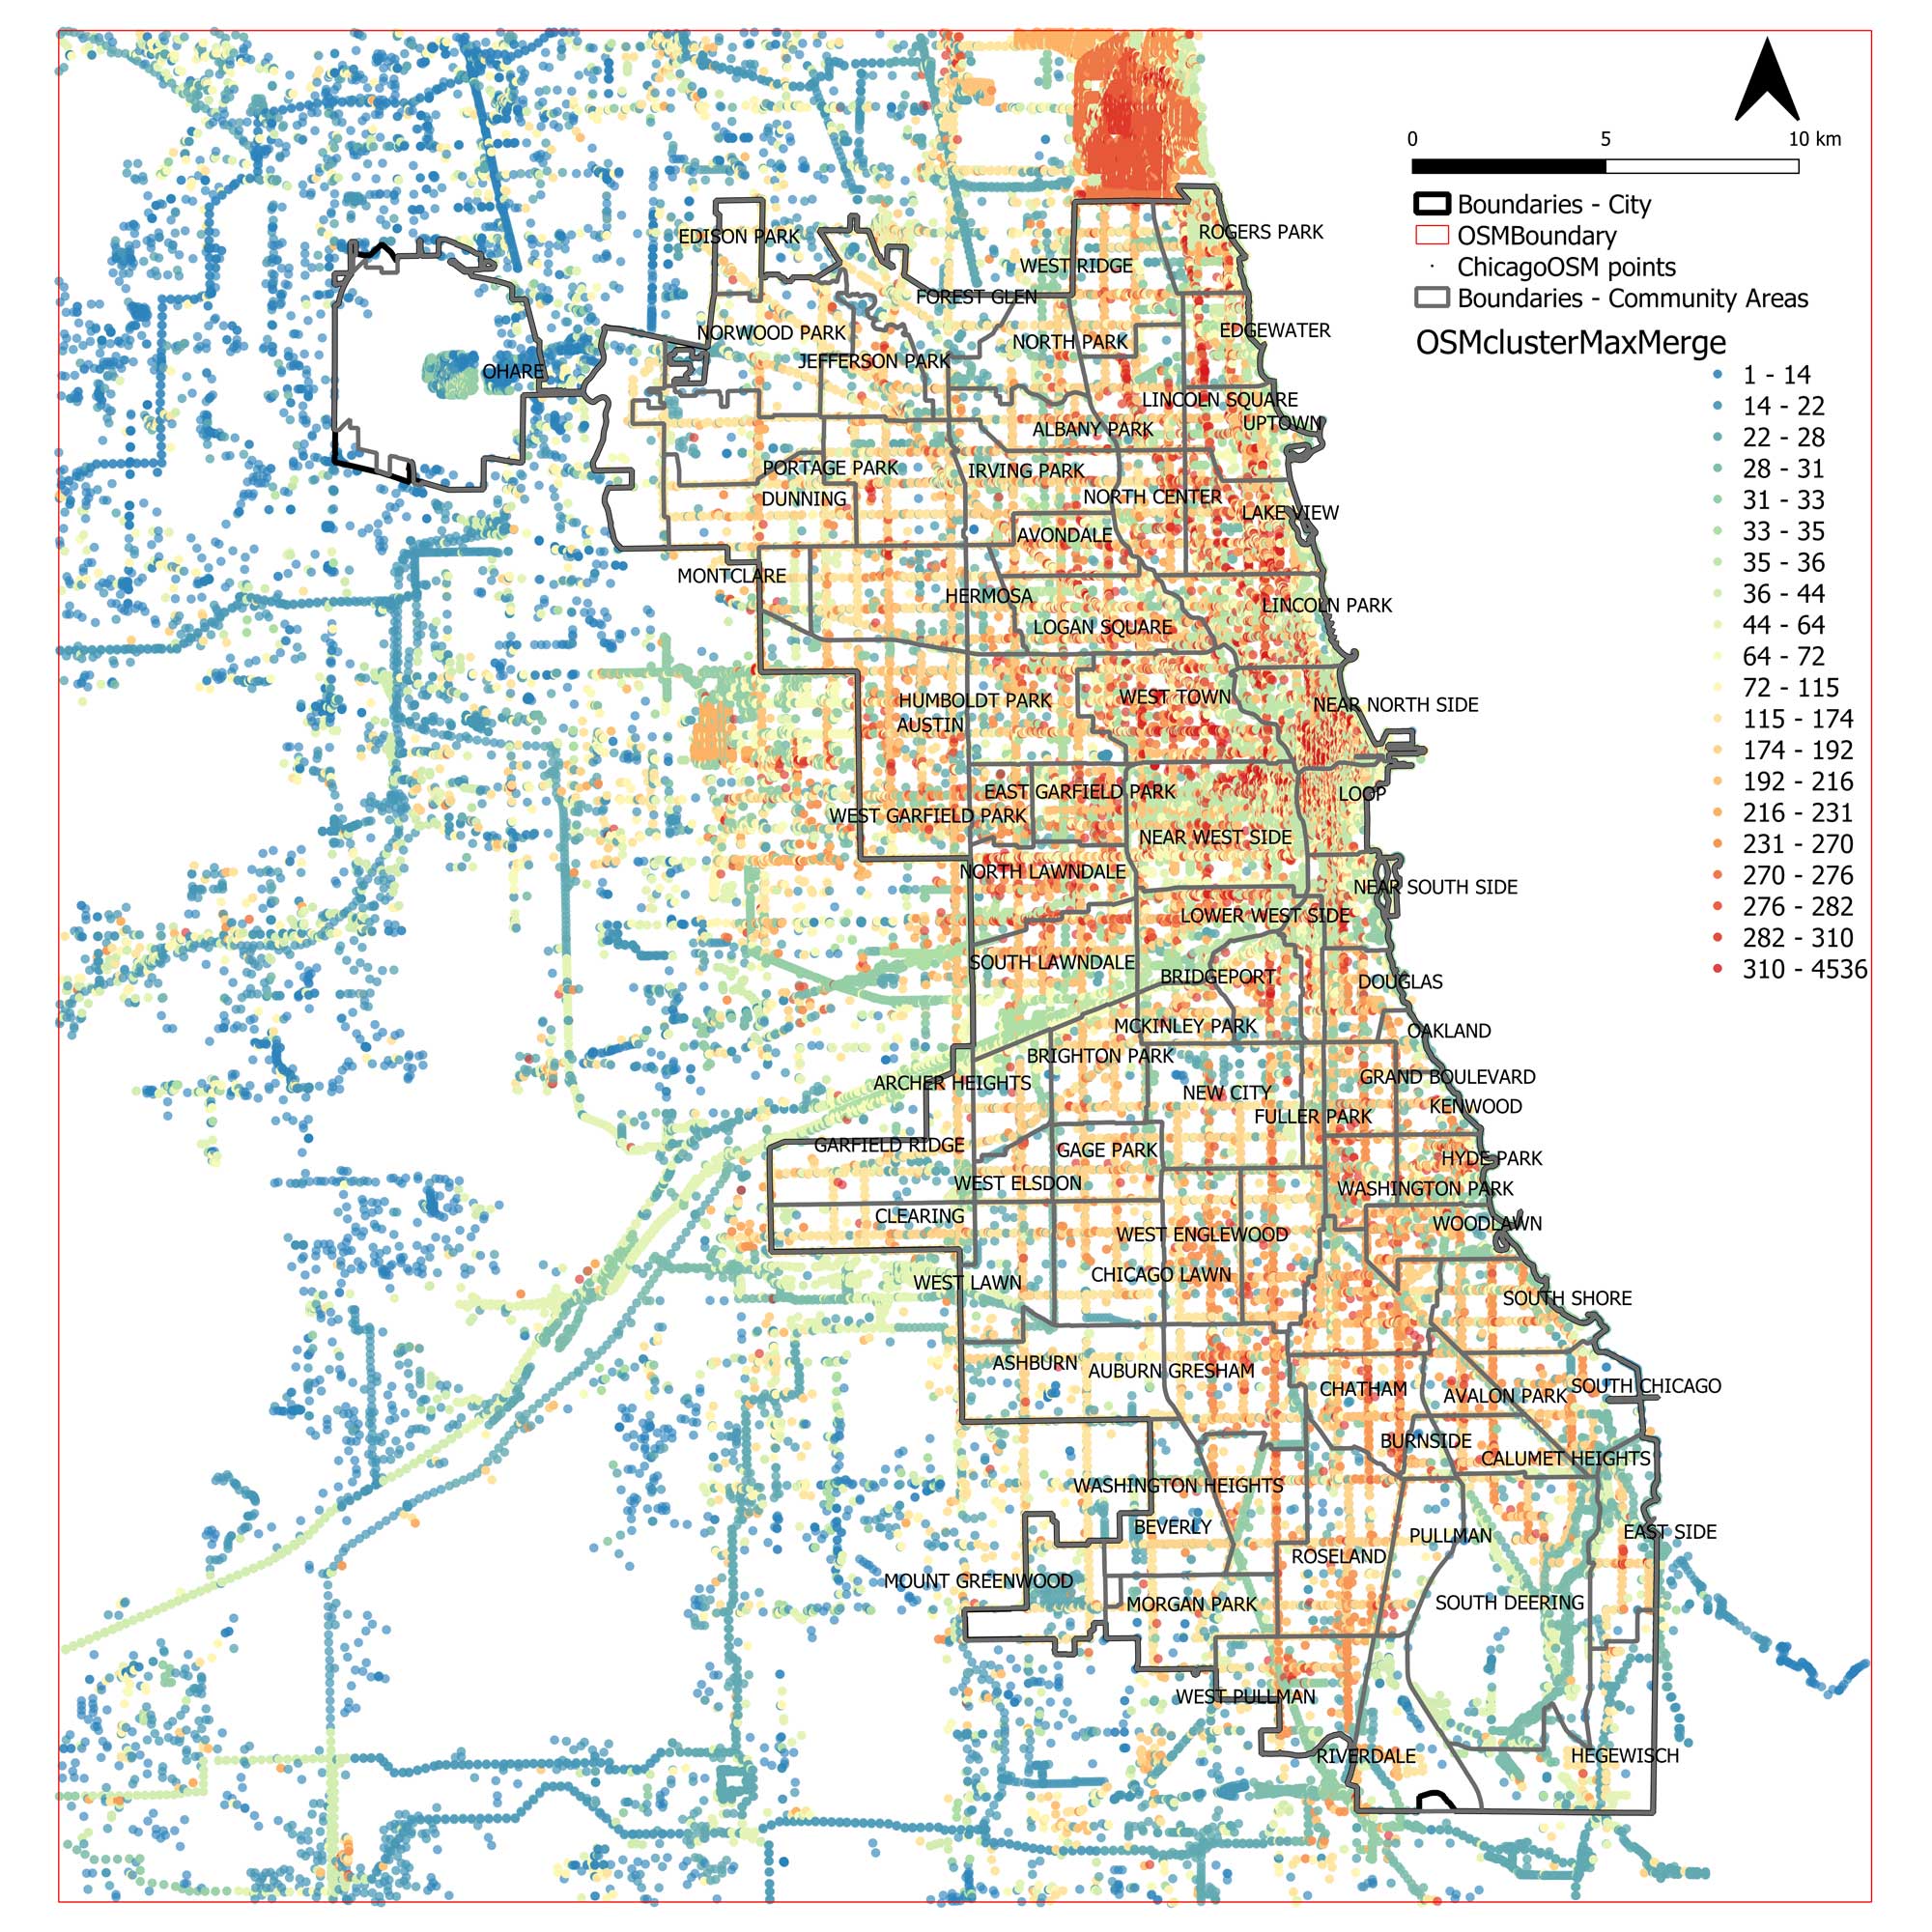 0 5 10 km
Boundaries - City
OSMBoundary
ChicagoOSM points
Boundaries - Community Areas
OSMclusterMaxMerge
1 - 14
14 - 22
22 - 28
28 - 31
31 - 33
33 - 35
35 - 36
36 - 44
44 - 64
64 - 72
72 - 115
115 - 174
174 - 192
192 - 216
216 - 231
231 - 270
270 - 276
276 - 282
282 - 310
310 - 4536
ROGERS PARK
EDISON PARK
WEST RIDGE
FOREST GLEN
EDGEWATER
NORWOOD PARK
NORTH PARK
JEFFERSON PARK
OHARE
LINCOLN SQUARE
UPTOWN
ALBANY PARK
PORTAGE PARK
IRVING PARK
DUNNING
NORTH CENTER
LAKE VIEW
AVONDALE
MONTCLARE
HERMOSA
LINCOLN PARK
LOGAN SQUARE
HUMBOLDT PARK
WEST TOWN
NEAR NORTH SIDE
AUSTIN
EAST GARFIELD PARK
LOOP
WEST GARFIELD PARK
NEAR WEST SIDE
NORTH LAWNDALE
NEAR SOUTH SIDE
LOWER WEST SIDE
SOUTH LAWNDALE
BRIDGEPORT
DOUGLAS
MCKINLEY PARK
OAKLAND
BRIGHTON PARK
ARCHER HEIGHTS
GRAND BOULEVARD
NEW CITY
KENWOOD
FULLER PARK
GARFIELD RIDGE
GAGE PARK
HYDE PARK
WEST ELSDON
WASHINGTON PARK
CLEARING
WOODLAWN
WEST ENGLEWOOD
WEST LAWN
CHICAGO LAWN
SOUTH SHORE
ASHBURN
AUBURN GRESHAM
CHATHAM
SOUTH CHICAGO
AVALON PARK
BURNSIDE
CALUMET HEIGHTS
WASHINGTON HEIGHTS
BEVERLY
PULLMAN
EAST SIDE
ROSELAND
MOUNT GREENWOOD
MORGAN PARK
SOUTH DEERING
WEST PULLMAN
RIVERDALE
HEGEWISCH